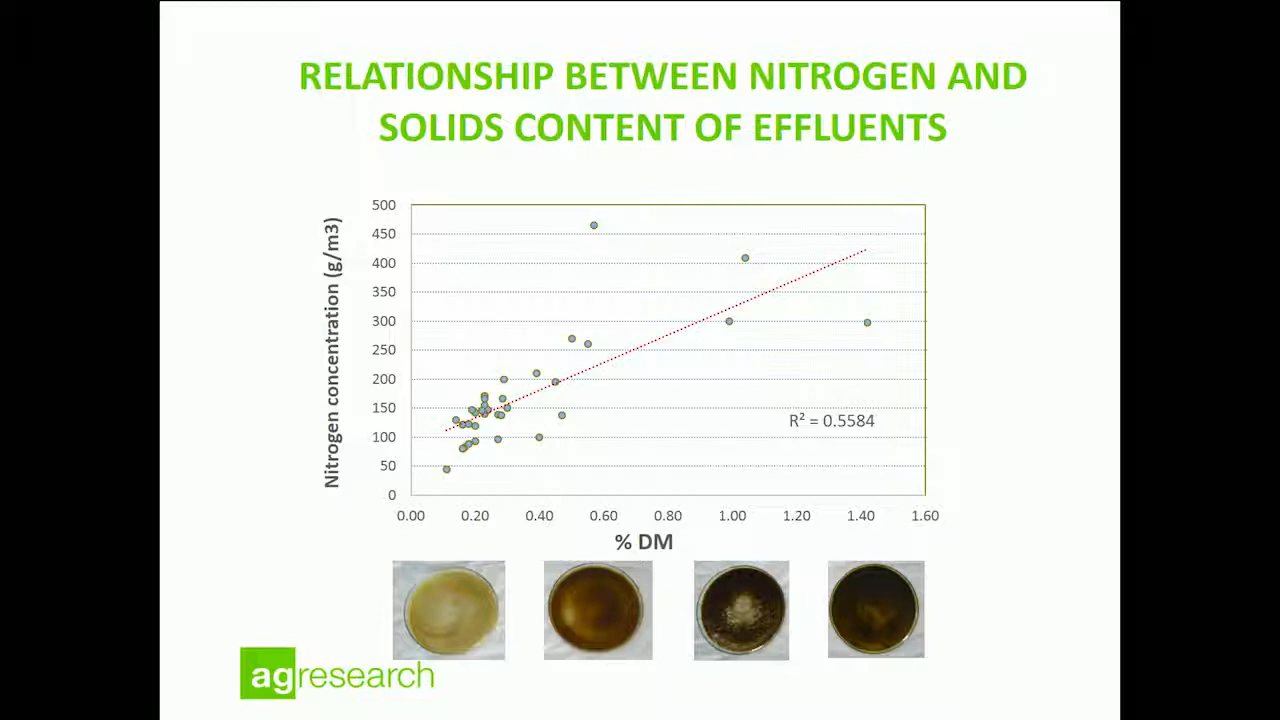 RELATIONSHIP BETWEEN NITROGEN AND
SOLIDS CONTENT OF EFFLUENTS
Nitrogen concentration (g/m3)
500
450
400
350
300
250
200
150
100
50
0
R² = 0.5584
0.00 0.20 0.40 0.60 0.80 1.00 1.20 1.40 1.60
% DM
agresearch